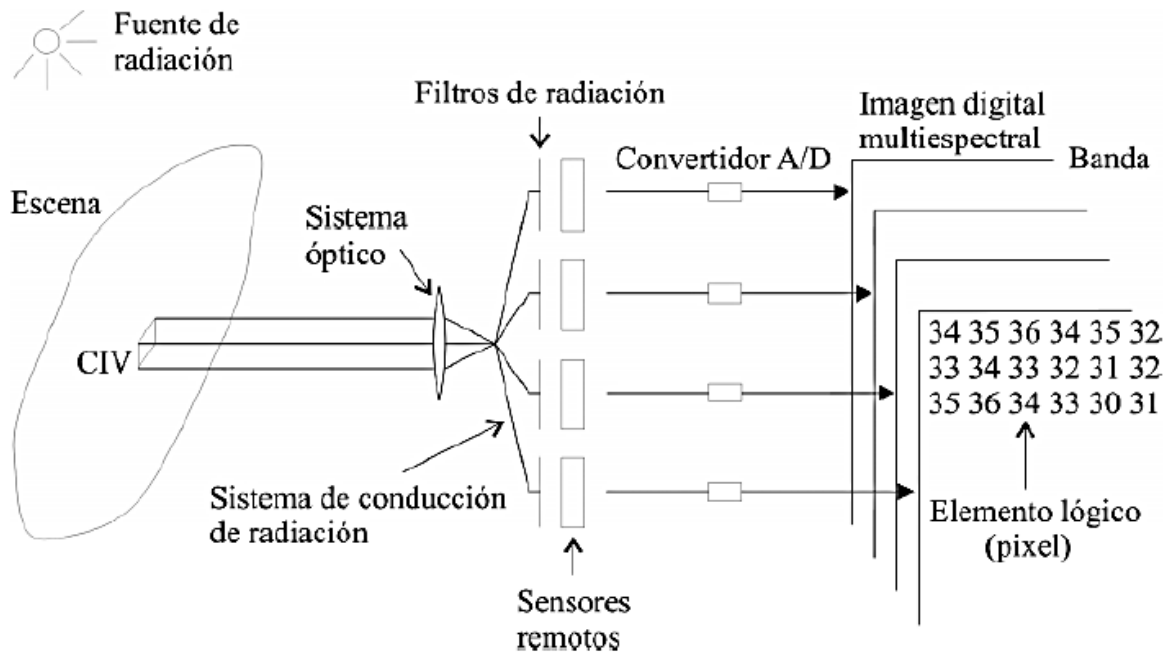 Fuente de
radiación
Filtros de radiación
Imagen digital
multiespectral
Convertidor A/D
Banda
Escena
Sistema
óptico
CIV
34 35 36 34 35 32
33 34 33 32 31 32
35 36 34 33 30 31
Sistema de conducción
de radiación
Elemento lógico
(pixel)
Sensores
remotos